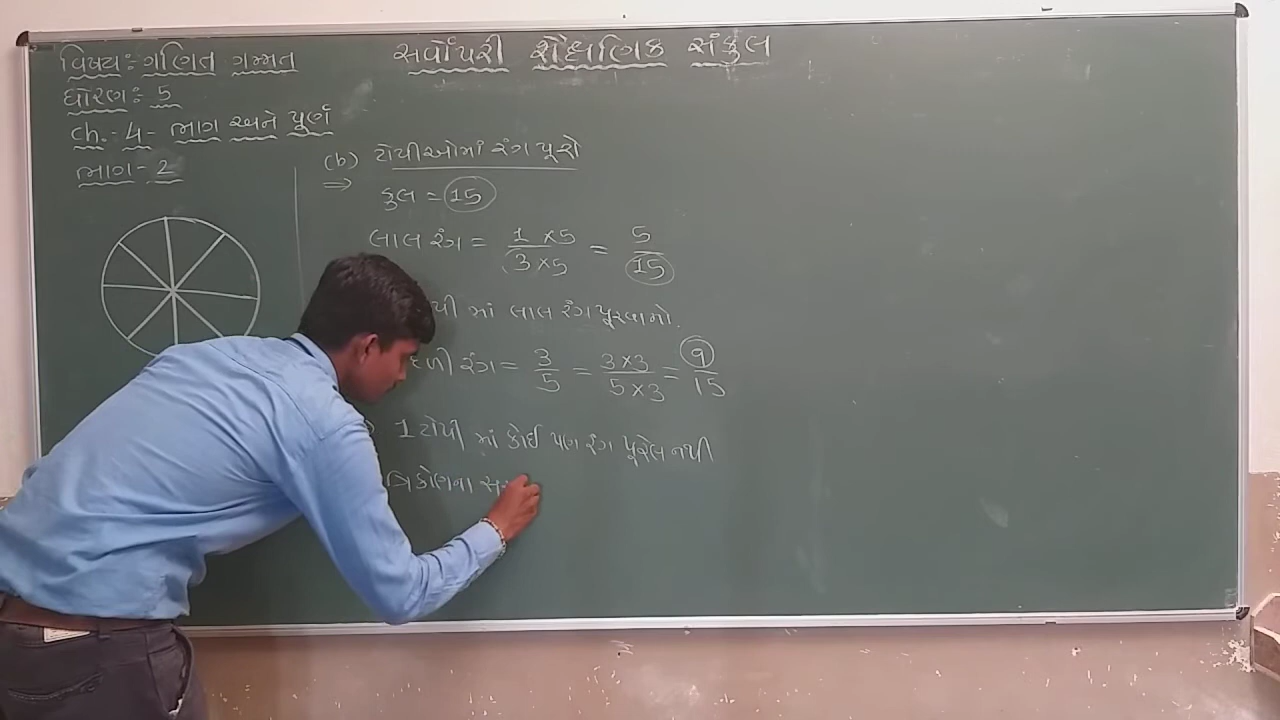 સર્વોપરી શૈક્ષણિક સંકુલ
વિષય:- ગણિત ગમ્મત
ધોરણ:- 5
ch.-4- ભાગ અને પૂર્ણ
ભાગ-2
(b) ટોપીઓમાં રંગ પૂરો
⇒ કુલ = 15
લાલ રંગ = 1×5/3×5 = 5/15
માં લાલ રંગ પૂરવાનો.
રંગ = 3/5 = 3×3/5×3 = 9/15
1 ટોપી માં કોઈ પણ રંગ પૂરેલ નથી
ત્રિકોણના